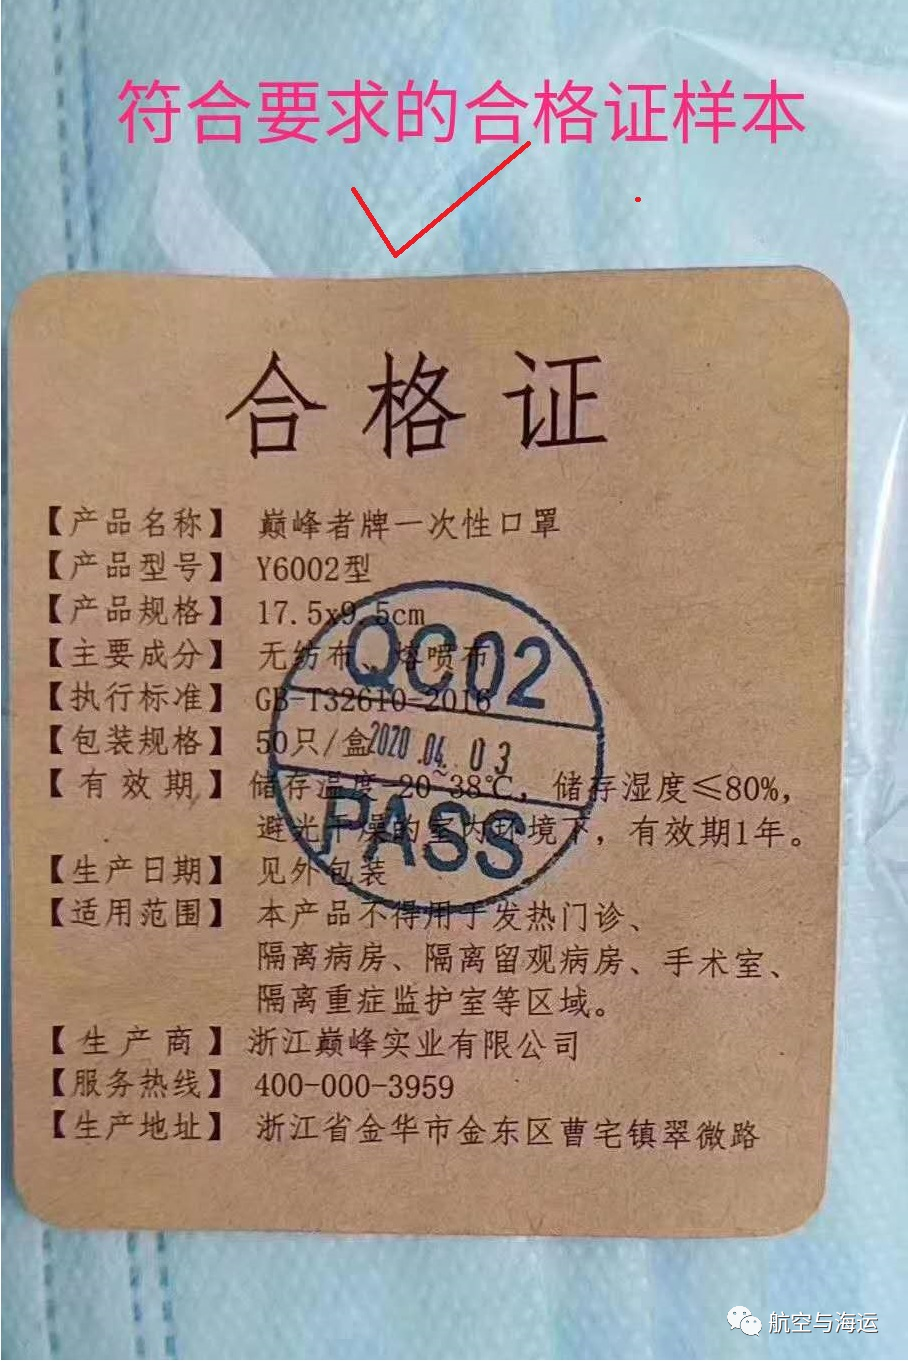 符合要求的合格证样本
合格证
【产品名称】 巅峰者牌一次性口罩
【产品型号】 Y6002型
【产品规格】 17.5x9.5cm
【主要成分】 无纺布、熔喷布
【执行标准】 GB-T32610-2016
【包装规格】 50只/盒
【有效期】 储存温度-20~38℃，储存湿度≤80%，
避光干燥的室内环境下，有效期1年。
【生产日期】 见外包装
【适用范围】 本产品不得用于发热门诊、
隔离病房、隔离留观病房、手术室、
隔离重症监护室等区域。
【生产商】 浙江巅峰实业有限公司
【服务热线】 400-000-3959
【生产地址】 浙江省金华市金东区曹宅镇翠微路
QC02
2020.04.03
PASS
航空与海运